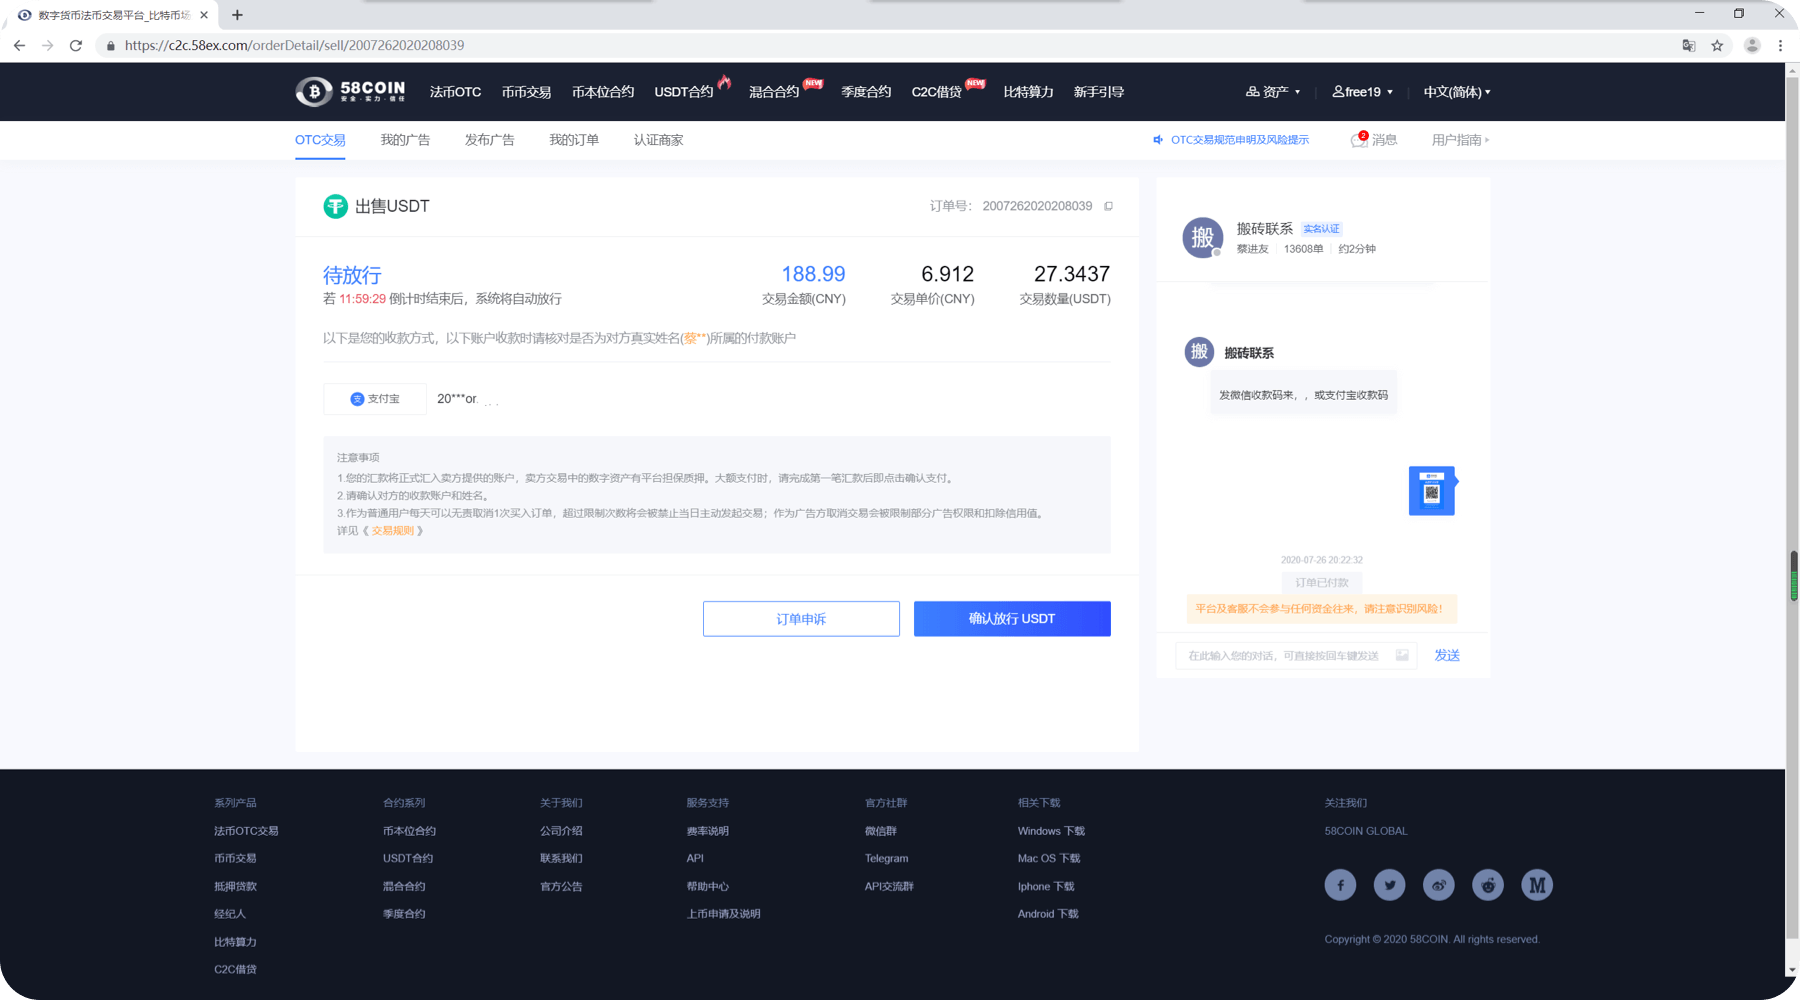 数字货币法币交易平台_比特币场
https://c2c.58ex.com/orderDetail/sell/2007262020208039
58COIN
安全·实力·信任
法币OTC 币币交易 币本位合约 USDT合约 混合合约 NEW 季度合约 C2C借贷 NEW 比特算力 新手引导 资产 free19 中文(简体)
OTC交易 我的广告 发布广告 我的订单 认证商家 OTC交易规范申明及风险提示 2 消息 用户指南
出售USDT 订单号: 2007262020208039
待放行 188.99 6.912 27.3437
若 11:59:29 倒计时结束后,系统将自动放行 交易金额(CNY) 交易单价(CNY) 交易数量(USDT)
以下是您的收款方式,以下账户收款时请核对是否为对方真实姓名(蔡**)所属的付款账户
支 支付宝 20***or.
注意事项
1.您的汇款将正式汇入卖方提供的账户,卖方交易中的数字资产有平台担保质押。大额支付时,请完成第一笔汇款后即点击确认支付。
2.请确认对方的收款账户和姓名。
3.作为普通用户每天可以无责取消1次买入订单,超过限制次数将会被禁止当日主动发起交易;作为广告方取消交易会被限制部分广告权限和扣除信用值。
详见《 交易规则 》
订单申诉 确认放行 USDT
搬 搬砖联系 实名认证
蔡进友 13608单 约2分钟
搬 搬砖联系
发微信收款码来,,或支付宝收款码
2020-07-26 20:22:32
订单已付款
平台及客服不会参与任何资金往来,请注意识别风险!
在此输入您的对话,可直接按回车键发送 发送
系列产品 合约系列 关于我们 服务支持 官方社群 相关下载 关注我们
法币OTC交易 币本位合约 公司介绍 费率说明 微信群 Windows 下载 58COIN GLOBAL
币币交易 USDT合约 联系我们 API Telegram Mac OS 下载
抵押贷款 混合合约 官方公告 帮助中心 API交流群 Iphone 下载
经纪人 季度合约 上币申请及说明 Android 下载
比特算力
Copyright © 2020 58COIN. All rights reserved.
C2C借贷